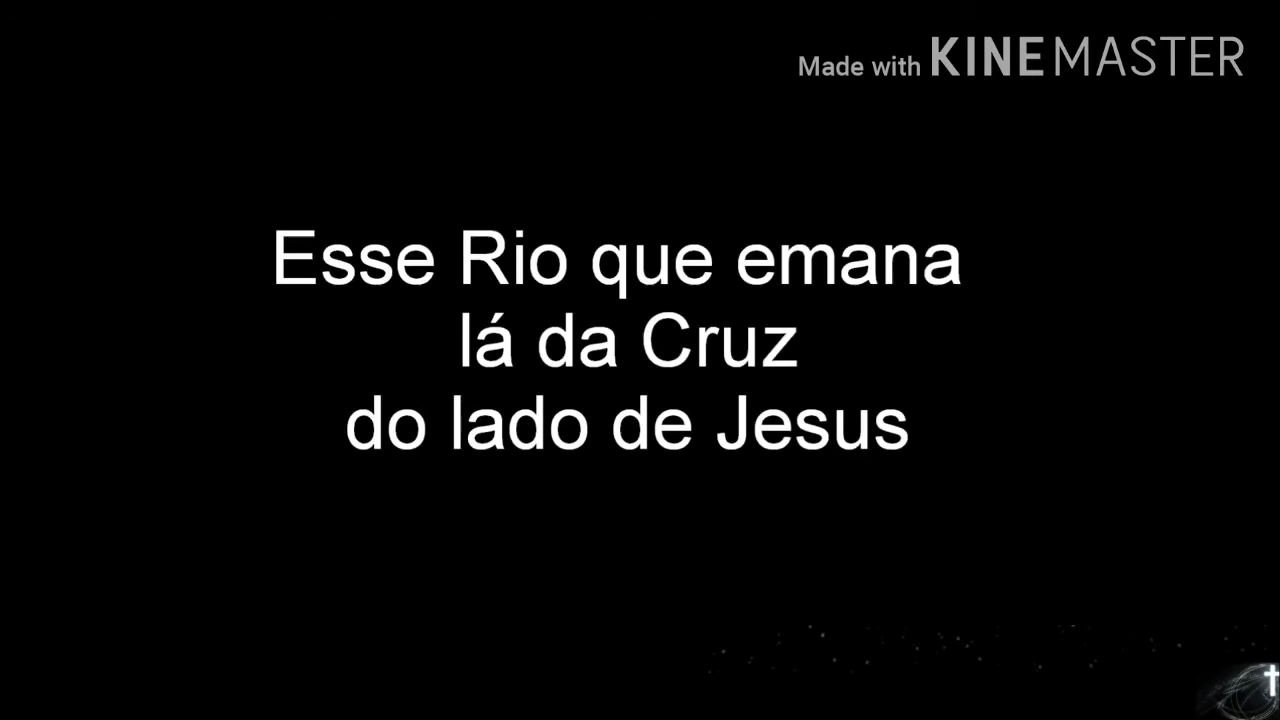 Made with KINEMASTER
Esse Rio que emana
lá da Cruz
do lado de Jesus